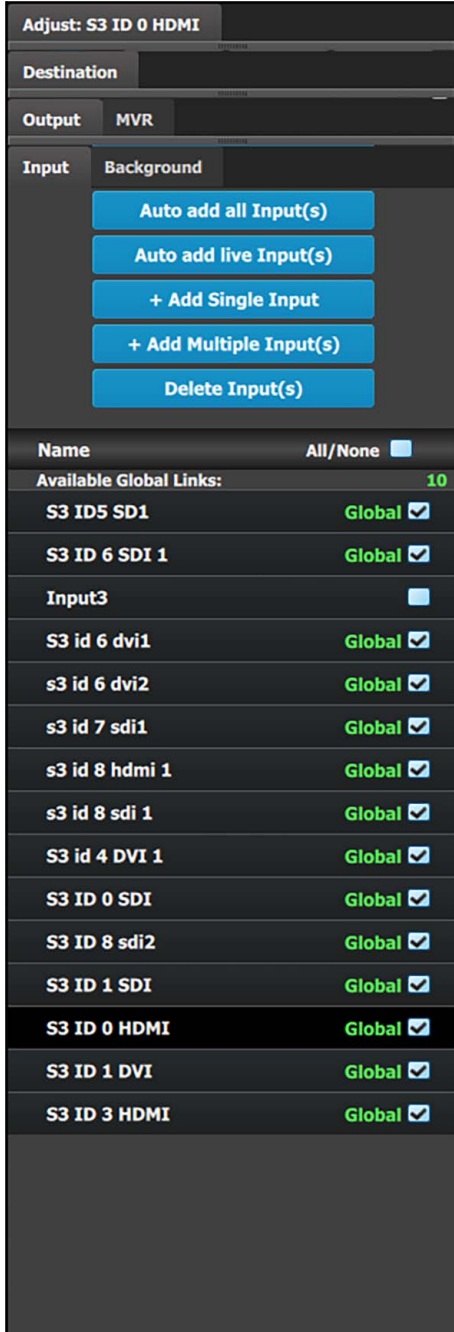 Adjust: S3 ID 0 HDMI
Destination
Output MVR
Input Background
Auto add all Input(s)
Auto add live Input(s)
+ Add Single Input
+ Add Multiple Input(s)
Delete Input(s)
Name All/None
Available Global Links: 10
S3 ID5 SD1 Global
S3 ID 6 SDI 1 Global
Input3
S3 id 6 dvi1 Global
s3 id 6 dvi2 Global
s3 id 7 sdi1 Global
s3 id 8 hdmi 1 Global
s3 id 8 sdi 1 Global
S3 id 4 DVI 1 Global
S3 ID 0 SDI Global
S3 ID 8 sdi2 Global
S3 ID 1 SDI Global
S3 ID 0 HDMI Global
S3 ID 1 DVI Global
S3 ID 3 HDMI Global